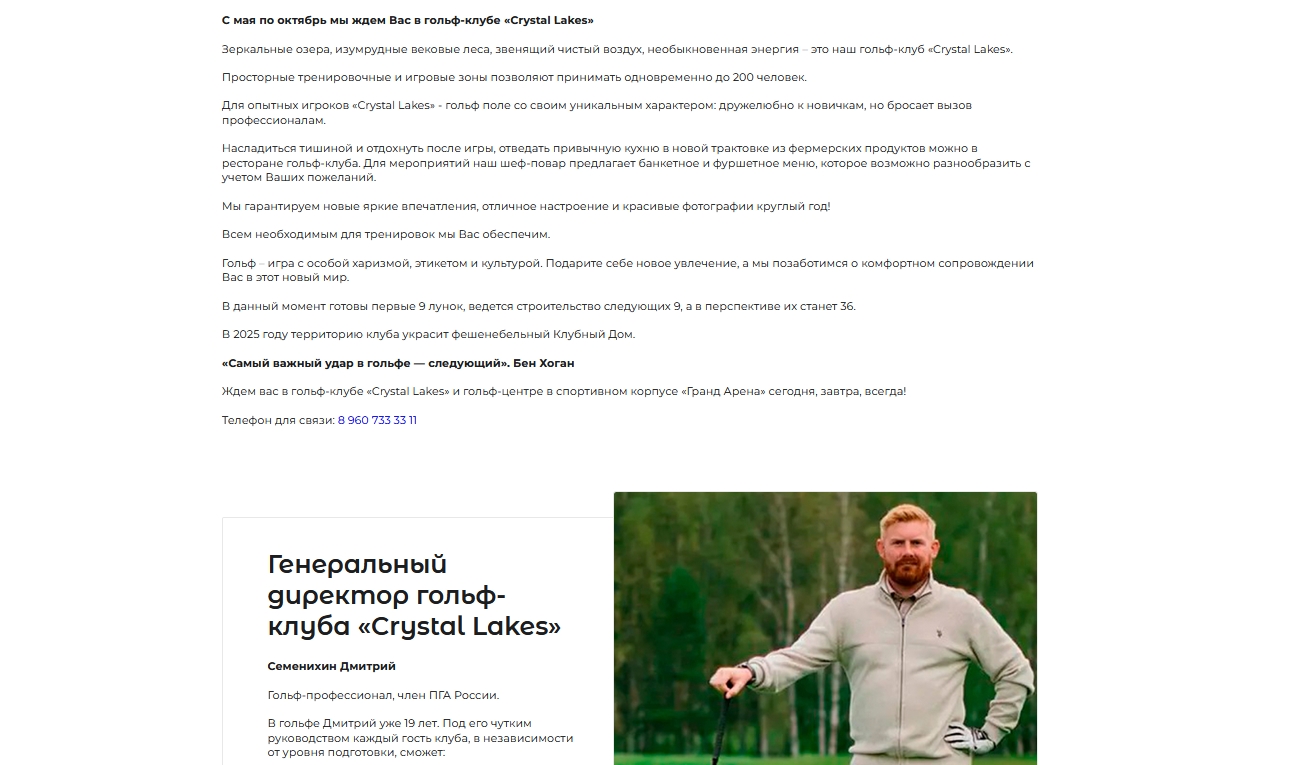 С мая по октябрь мы ждем Вас в гольф-клубе «Crystal Lakes»
Зеркальные озера, изумрудные вековые леса, звенящий чистый воздух, необыкновенная энергия – это наш гольф-клуб «Crystal Lakes».
Просторные тренировочные и игровые зоны позволяют принимать одновременно до 200 человек.
Для опытных игроков «Crystal Lakes» - гольф поле со своим уникальным характером: дружелюбно к новичкам, но бросает вызов
профессионалам.
Насладиться тишиной и отдохнуть после игры, отведать привычную кухню в новой трактовке из фермерских продуктов можно в
ресторане гольф-клуба. Для мероприятий наш шеф-повар предлагает банкетное и фуршетное меню, которое возможно разнообразить с
учетом Ваших пожеланий.
Мы гарантируем новые яркие впечатления, отличное настроение и красивые фотографии круглый год!
Всем необходимым для тренировок мы Вас обеспечим.
Гольф – игра с особой харизмой, этикетом и культурой. Подарите себе новое увлечение, а мы позаботимся о комфортном сопровождении
Вас в этот новый мир.
В данный момент готовы первые 9 лунок, ведется строительство следующих 9, а в перспективе их станет 36.
В 2025 году территорию клуба украсит фешенебельный Клубный Дом.
«Самый важный удар в гольфе — следующий». Бен Хоган
Ждем вас в гольф-клубе «Crystal Lakes» и гольф-центре в спортивном корпусе «Гранд Арена» сегодня, завтра, всегда!
Телефон для связи: 8 960 733 33 11
Генеральный
директор гольф-
клуба «Crystal Lakes»
Семенихин Дмитрий
Гольф-профессионал, член ПГА России.
В гольфе Дмитрий уже 19 лет. Под его чутким
руководством каждый гость клуба, в независимости
от уровня подготовки, сможет: